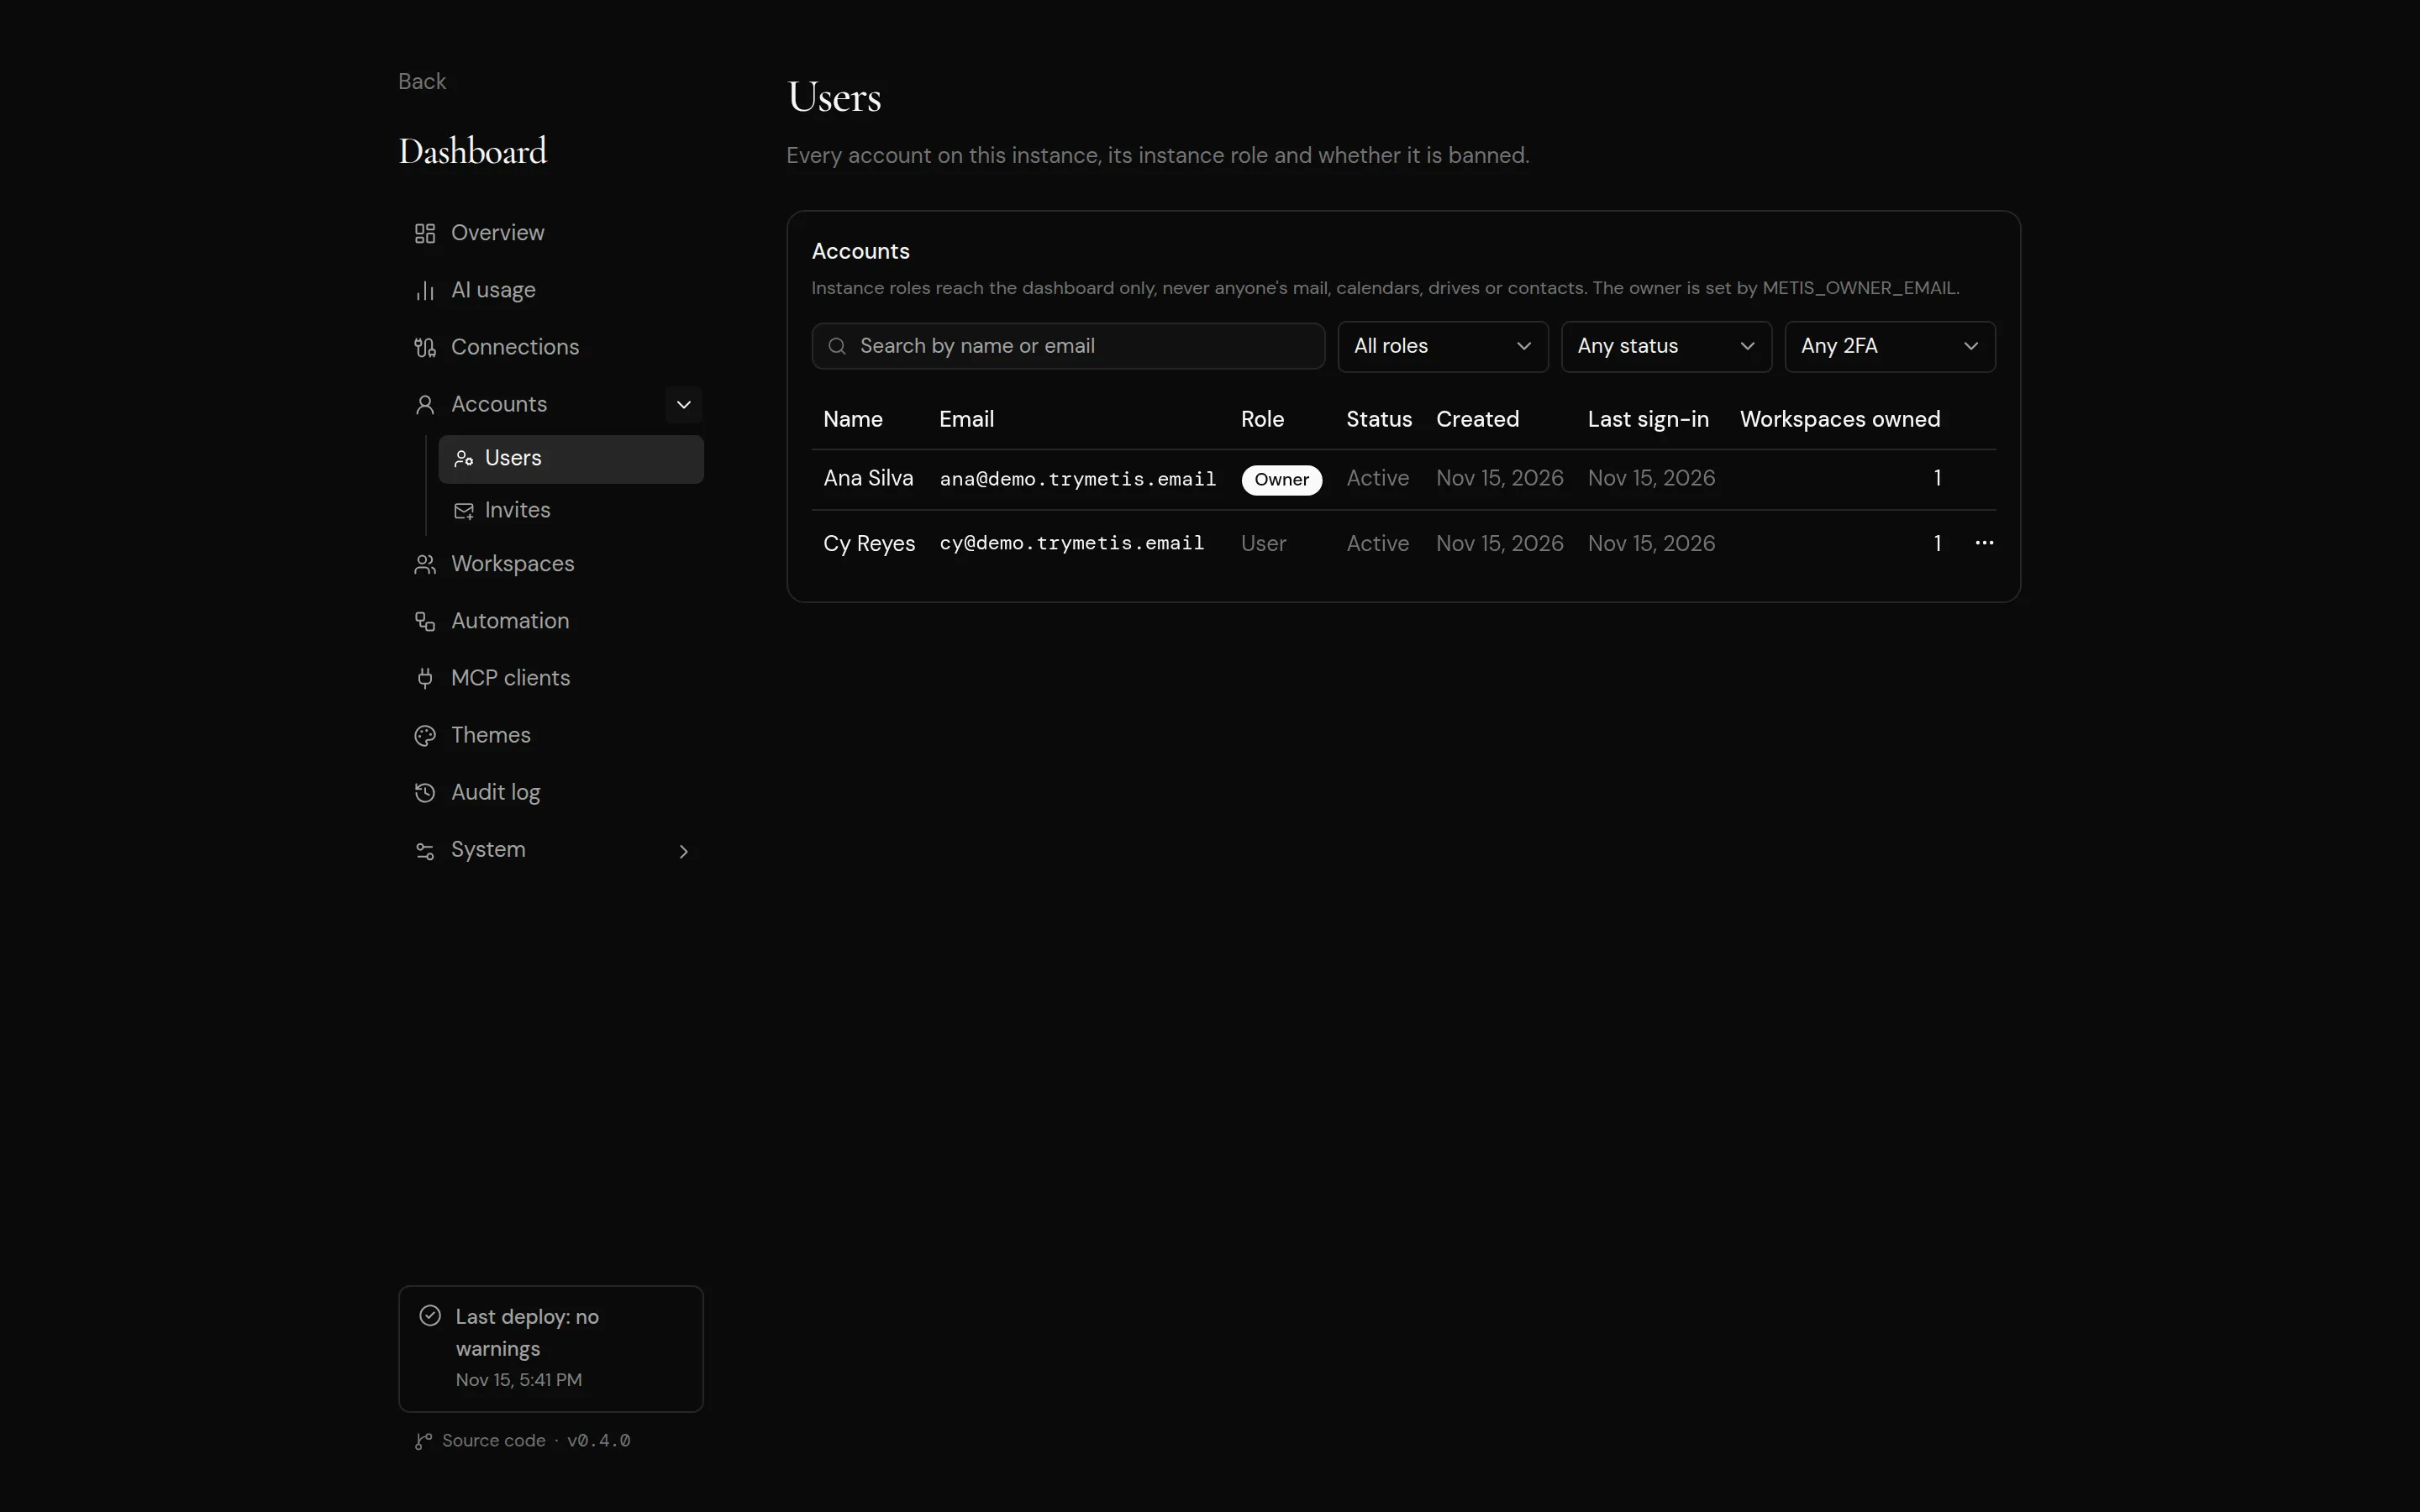 Back
Dashboard
Overview
AI usage
Connections
Accounts
Users
Invites
Workspaces
Automation
MCP clients
Themes
Audit log
System
Last deploy: no
warnings
Nov 15, 5:41 PM
Source code · v0.4.0
Users
Every account on this instance, its instance role and whether it is banned.
Accounts
Instance roles reach the dashboard only, never anyone's mail, calendars, drives or contacts. The owner is set by METIS_OWNER_EMAIL.
Search by name or email All roles Any status Any 2FA
Name Email Role Status Created Last sign-in Workspaces owned
Ana Silva ana@demo.trymetis.email Owner Active Nov 15, 2026 Nov 15, 2026 1
Cy Reyes cy@demo.trymetis.email User Active Nov 15, 2026 Nov 15, 2026 1